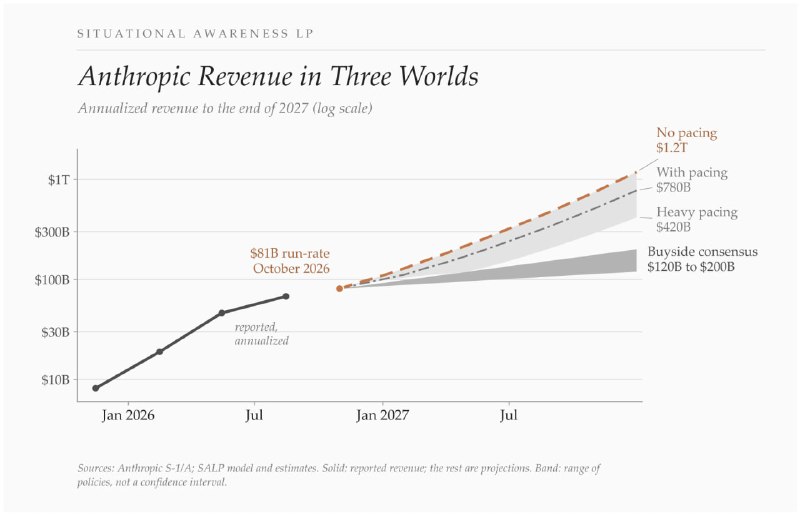 SITUATIONAL AWARENESS LP
Anthropic Revenue in Three Worlds
Annualized revenue to the end of 2027 (log scale)
No pacing
$1.2T
With pacing
$780B
Heavy pacing
$420B
Buyside consensus
$120B to $200B
$1T
$300B
$100B
$30B
$10B
$81B run-rate
October 2026
reported,
annualized
Jan 2026
Jul
Jan 2027
Jul
Sources: Anthropic S-1/A; SALP model and estimates. Solid: reported revenue; the rest are projections. Band: range of
policies, not a confidence interval.